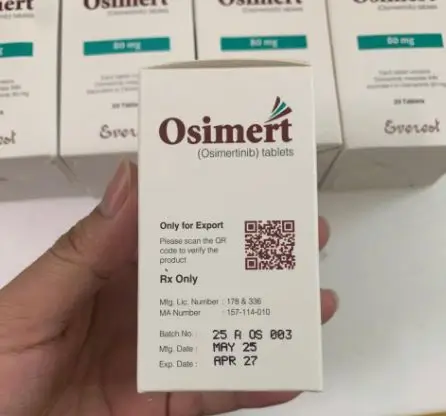 Osimert
80 mg
80 mg
80 mg
30 Tablets
30 Tablets
Everest
Everest
Osimert
(Osimertinib) tablets
Only for Export
Please scan the QR
code to verify the
product
Rx Only
Mfg. Lic. Number : 178 & 336
MA Number : 157-114-010
Batch No : 25 A OS 003
Mfg. Date : MAY 25
Exp. Date : APR 27